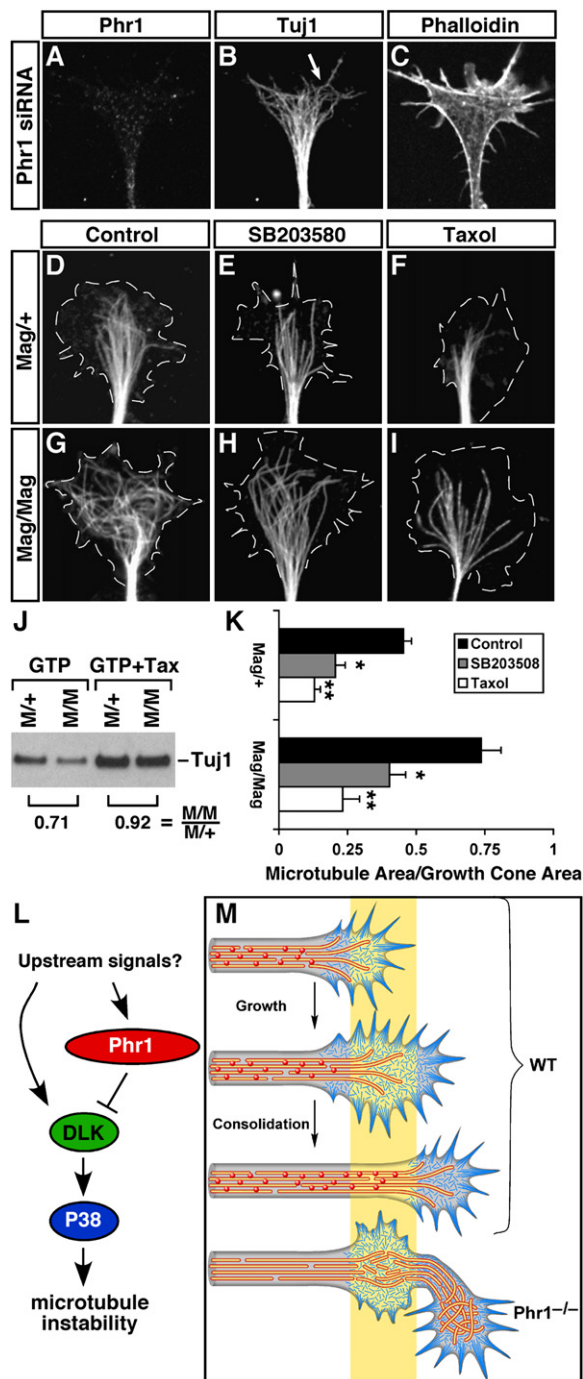 Phr1 Tuj1 Phalloidin
Phr1 siRNA
A B C
Control SB203580 Taxol
Mag/+
D E F
Mag/Mag
G H I
J
GTP GTP+Tax
M/+ M/M M/+ M/M
–Tuj1
0.71 0.92 = M/M
M/+
K
Mag/+
*
**
Mag/Mag
*
**
Control
SB203508
Taxol
0 0.25 0.5 0.75 1
Microtubule Area/Growth Cone Area
L
Upstream signals?
Phr1
DLK
P38
microtubule
instability
M
Growth
Consolidation
WT
Phr1–/–